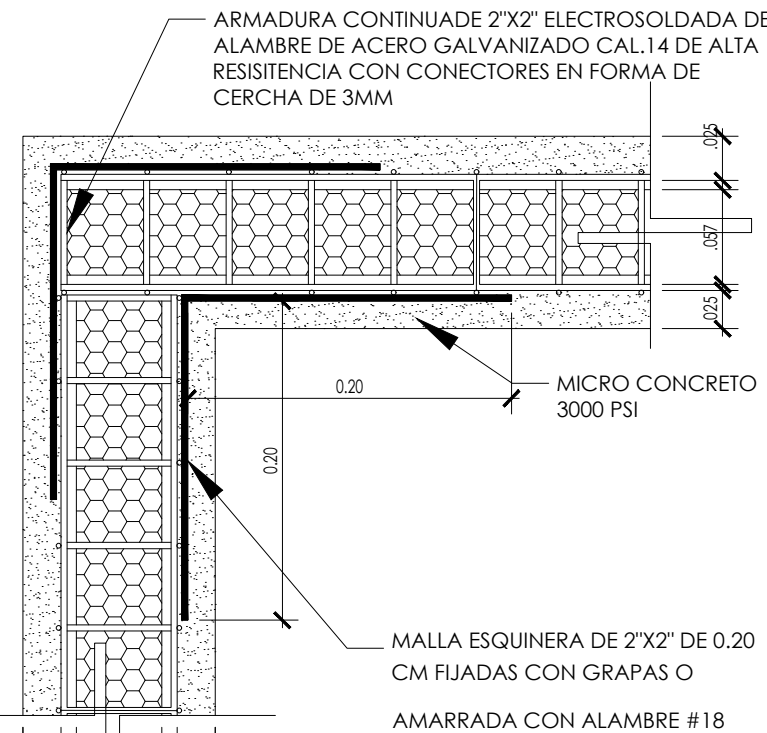 ARMADURA CONTINUADE 2"X2" ELECTROSOLDADA DE
ALAMBRE DE ACERO GALVANIZADO CAL.14 DE ALTA
RESISITENCIA CON CONECTORES EN FORMA DE
CERCHA DE 3MM
.025
.057
.025
0.20
0.20
MICRO CONCRETO
3000 PSI
MALLA ESQUINERA DE 2"X2" DE 0.20
CM FIJADAS CON GRAPAS O
AMARRADA CON ALAMBRE #18